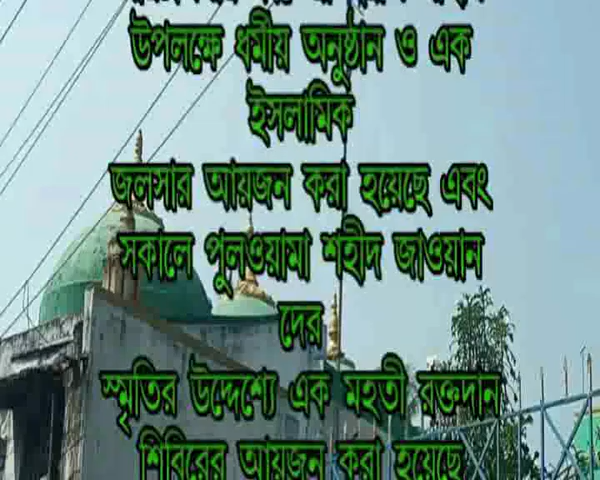 উপলক্ষে ধর্মীয় অনুষ্ঠান ও এক
ইসলামিক
জলসার আয়জন করা হয়েছে এবং
সকালে পুলওয়ামা শহীদ জাওয়ান
দের
স্মৃতির উদ্দেশ্যে এক মহতী রক্তদান
শিবিরের আয়জন করা হয়েছে